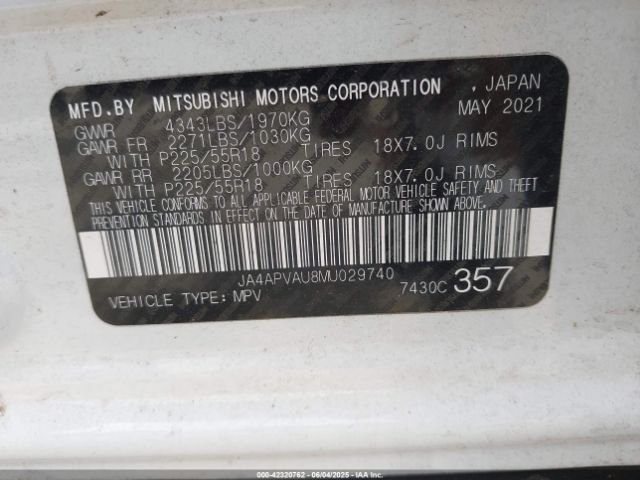 MFD.BY MITSUBISHI MOTORS CORPORATION , JAPAN
GVWR 4343LBS/1970KG MAY 2021
GAWR FR 2271LBS/1030KG
WITH P225/55R18 TIRES 18X7.0J RIMS
GAWR RR 2205LBS/1000KG
WITH P225/55R18 TIRES 18X7.0J RIMS
THIS VEHICLE CONFORMS TO ALL APPLICABLE FEDERAL MOTOR VEHICLE SAFETY AND THEFT
PREVENTION STANDARDS IN EFFECT ON THE DATE OF MANUFACTURE SHOWN ABOVE.
JA4APVAU8MU029740
VEHICLE TYPE:MPV 7430C 357
000-42320762 - 06/04/2025 - IAA Inc.